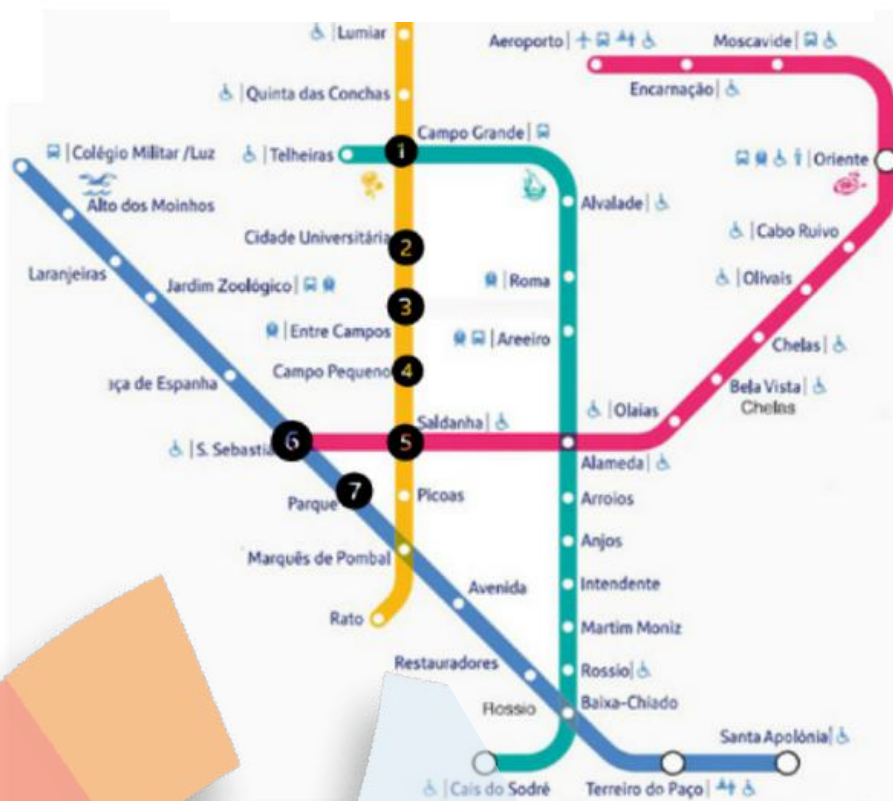 Lumiar
Aeroporto
Moscavide
Quinta das Conchas
Encarnação
Campo Grande
Colégio Militar /Luz
Telheiras
1
Oriente
Alto dos Moinhos
Alvalade
Cabo Ruivo
Cidade Universitária
2
Laranjeiras
Jardim Zoológico
Roma
Olivais
3
Entre Campos
Areeiro
Chelas
Campo Pequeno
4
aça de Espanha
Bela Vista
Chelas
Saldanha
Olaias
S. Sebastiã
6
5
Alameda
7
Parque
Picoas
Arroios
Anjos
Marquês de Pombal
Avenida
Intendente
Rato
Martim Moniz
Restauradores
Rossio
Rossio
Baixa-Chiado
Santa Apolónia
Cais do Sodré
Terreiro do Paço